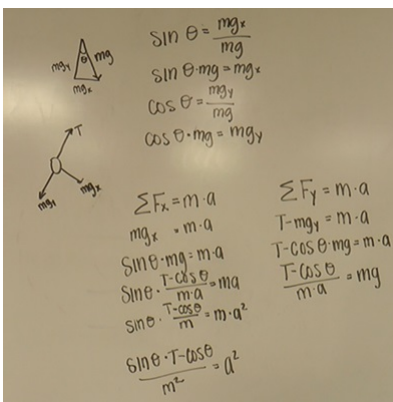 sin θ = mgx/mg
sin θ·mg = mgx
cos θ = mgy/mg
cos θ·mg = mgy
θ
mg
mgy
mgx
T
mgy
mgx
ΣFx = m·a
mgx = m·a
sin θ·mg = m·a
sin θ · T-cos θ/m·a = ma
sin θ · T-cos θ/m = m·a²
sin θ·T-cos θ/m² = a²
ΣFy = m·a
T-mgy = m·a
T-cos θ·mg = m·a
T-cos θ/m·a = mg